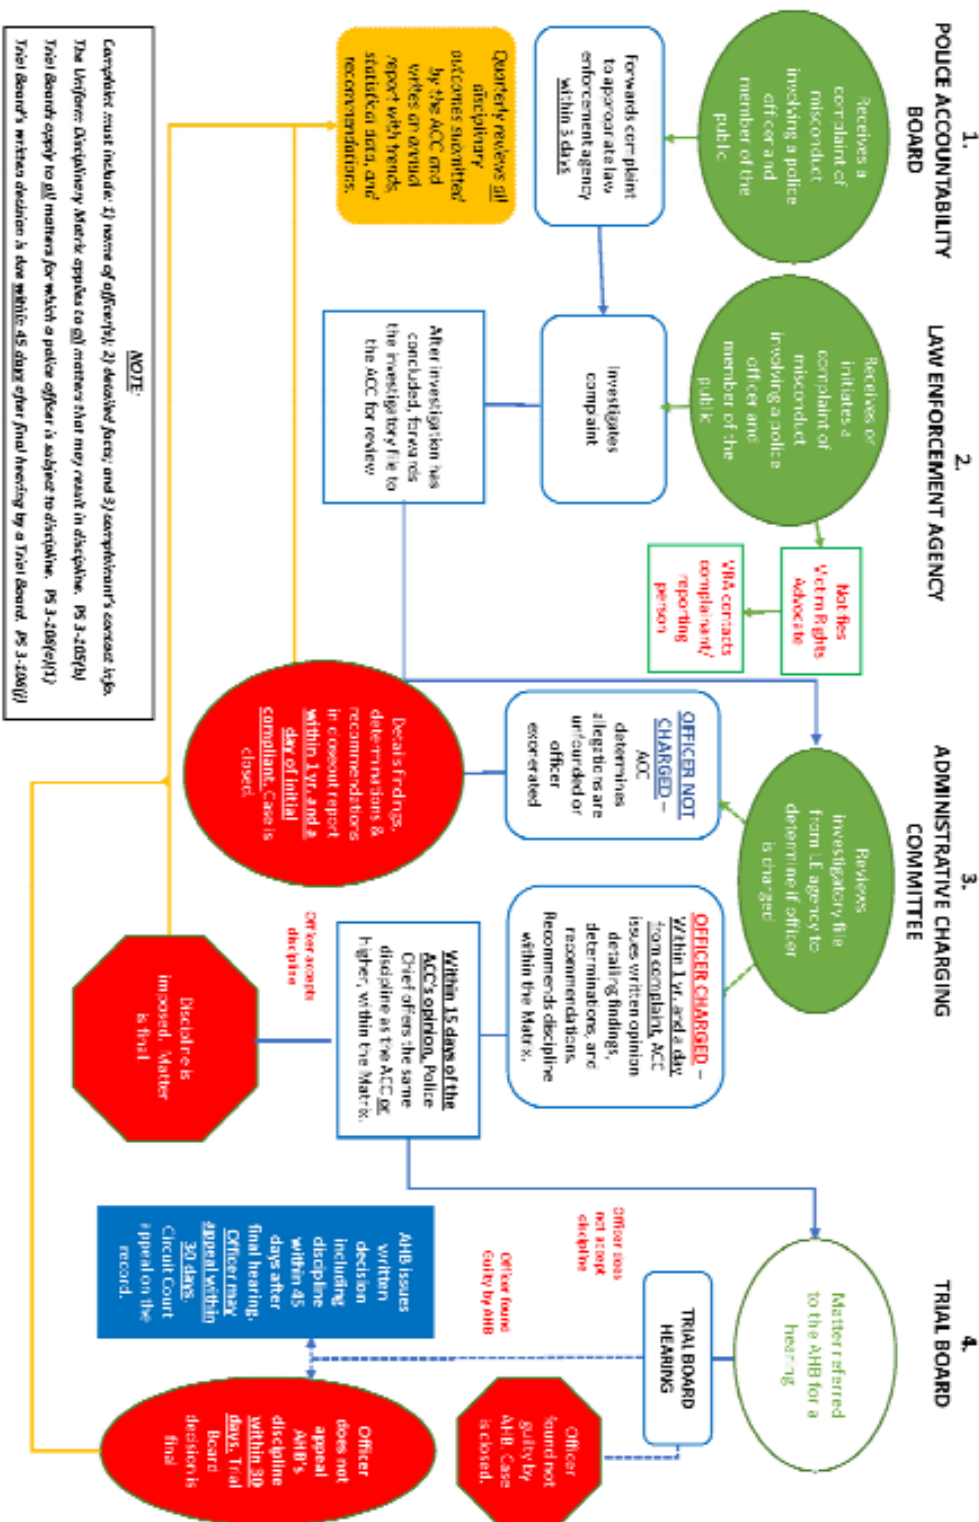 1.
POLICE ACCOUNTABILITY
BOARD
Receives a
complaint of
misconduct
involving a police
officer and
member of the
public
Forwards complaint
to appropriate law
enforcement agency
within 3 days
Quarterly reviews all
disciplinary
outcomes submitted
by the ACC and
writes an annual
report with trends,
statistical data, and
recommendations.
2.
LAW ENFORCEMENT AGENCY
Receives or
initiates a
complaint of
misconduct
involving a police
officer and
member of the
public
Notifies
Victim Rights
Advocate
VRA contacts
complainant/
reporting
person
Investigates
complaint
After investigation has
concluded, forwards
the investigatory file to
the ACC for review
3.
ADMINISTRATIVE CHARGING
COMMITTEE
Reviews
investigatory file
from LE agency to
determine if officer
is charged
OFFICER NOT
CHARGED –
ACC
determines
allegations are
unfounded or
officer
exonerated
Details findings,
determinations &
recommendations
in closeout report
within 1 yr. and a
day of initial
compliant. Case is
closed.
OFFICER CHARGED –
Within 1 yr. and a day
from complaint, ACC
issues written opinion
detailing findings,
determinations, and
recommendations.
Recommends discipline
within the Matrix.
Within 15 days of the
ACC's opinion, Police
Chief offers the same
discipline as the ACC or
higher, within the Matrix.
Officer accepts
discipline
Discipline is
imposed. Matter
is final
4.
TRIAL BOARD
Matter referred
to the AHB for a
hearing
Officer does
not accept
discipline
TRIAL BOARD
HEARING
Officer found
Guilty by AHB
Officer
found not
guilty by
AHB. Case
is closed.
AHB issues
written
decision
including
discipline
within 45
days after
final hearing.
Officer may
appeal within
30 days.
Circuit Court
appeal on the
record.
Officer
does not
appeal
AHB's
discipline
within 30
days. Trial
Board
decision is
final
NOTE:
Complaint must include: 1) name of officer(s); 2) detailed facts; and 3) complainant's contact info.
The Uniform Disciplinary Matrix applies to all matters that may result in discipline. PS 3-105(b)
Trial Boards apply to all matters for which a police officer is subject to discipline. PS 3-106(a)(1)
Trial Board's written decision is due within 45 days after final hearing by a Trial Board. PS 3-106(j)